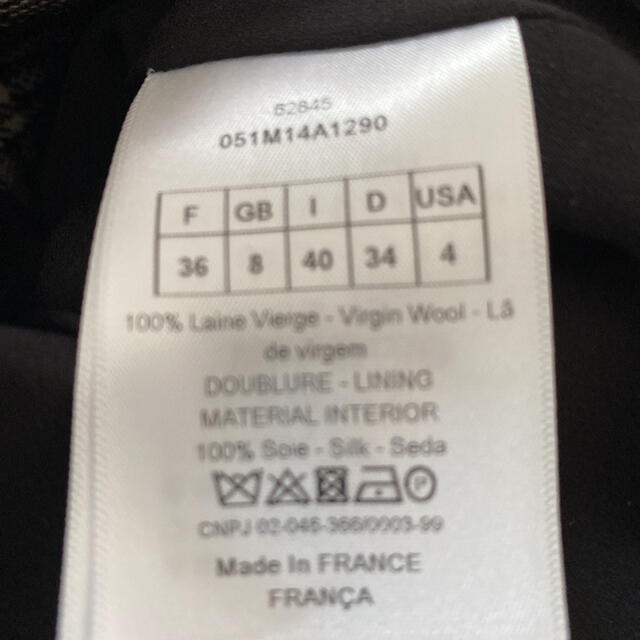 62845
051M14A1290
F GB I D USA
36 8 40 34 4
100% Laine Vierge - Virgin Wool - Lã
de virgem
DOUBLURE - LINING
MATERIAL INTERIOR
100% Soie - Silk - Seda
CNPJ 02-046-366/0003-99
Made In FRANCE
FRANÇA